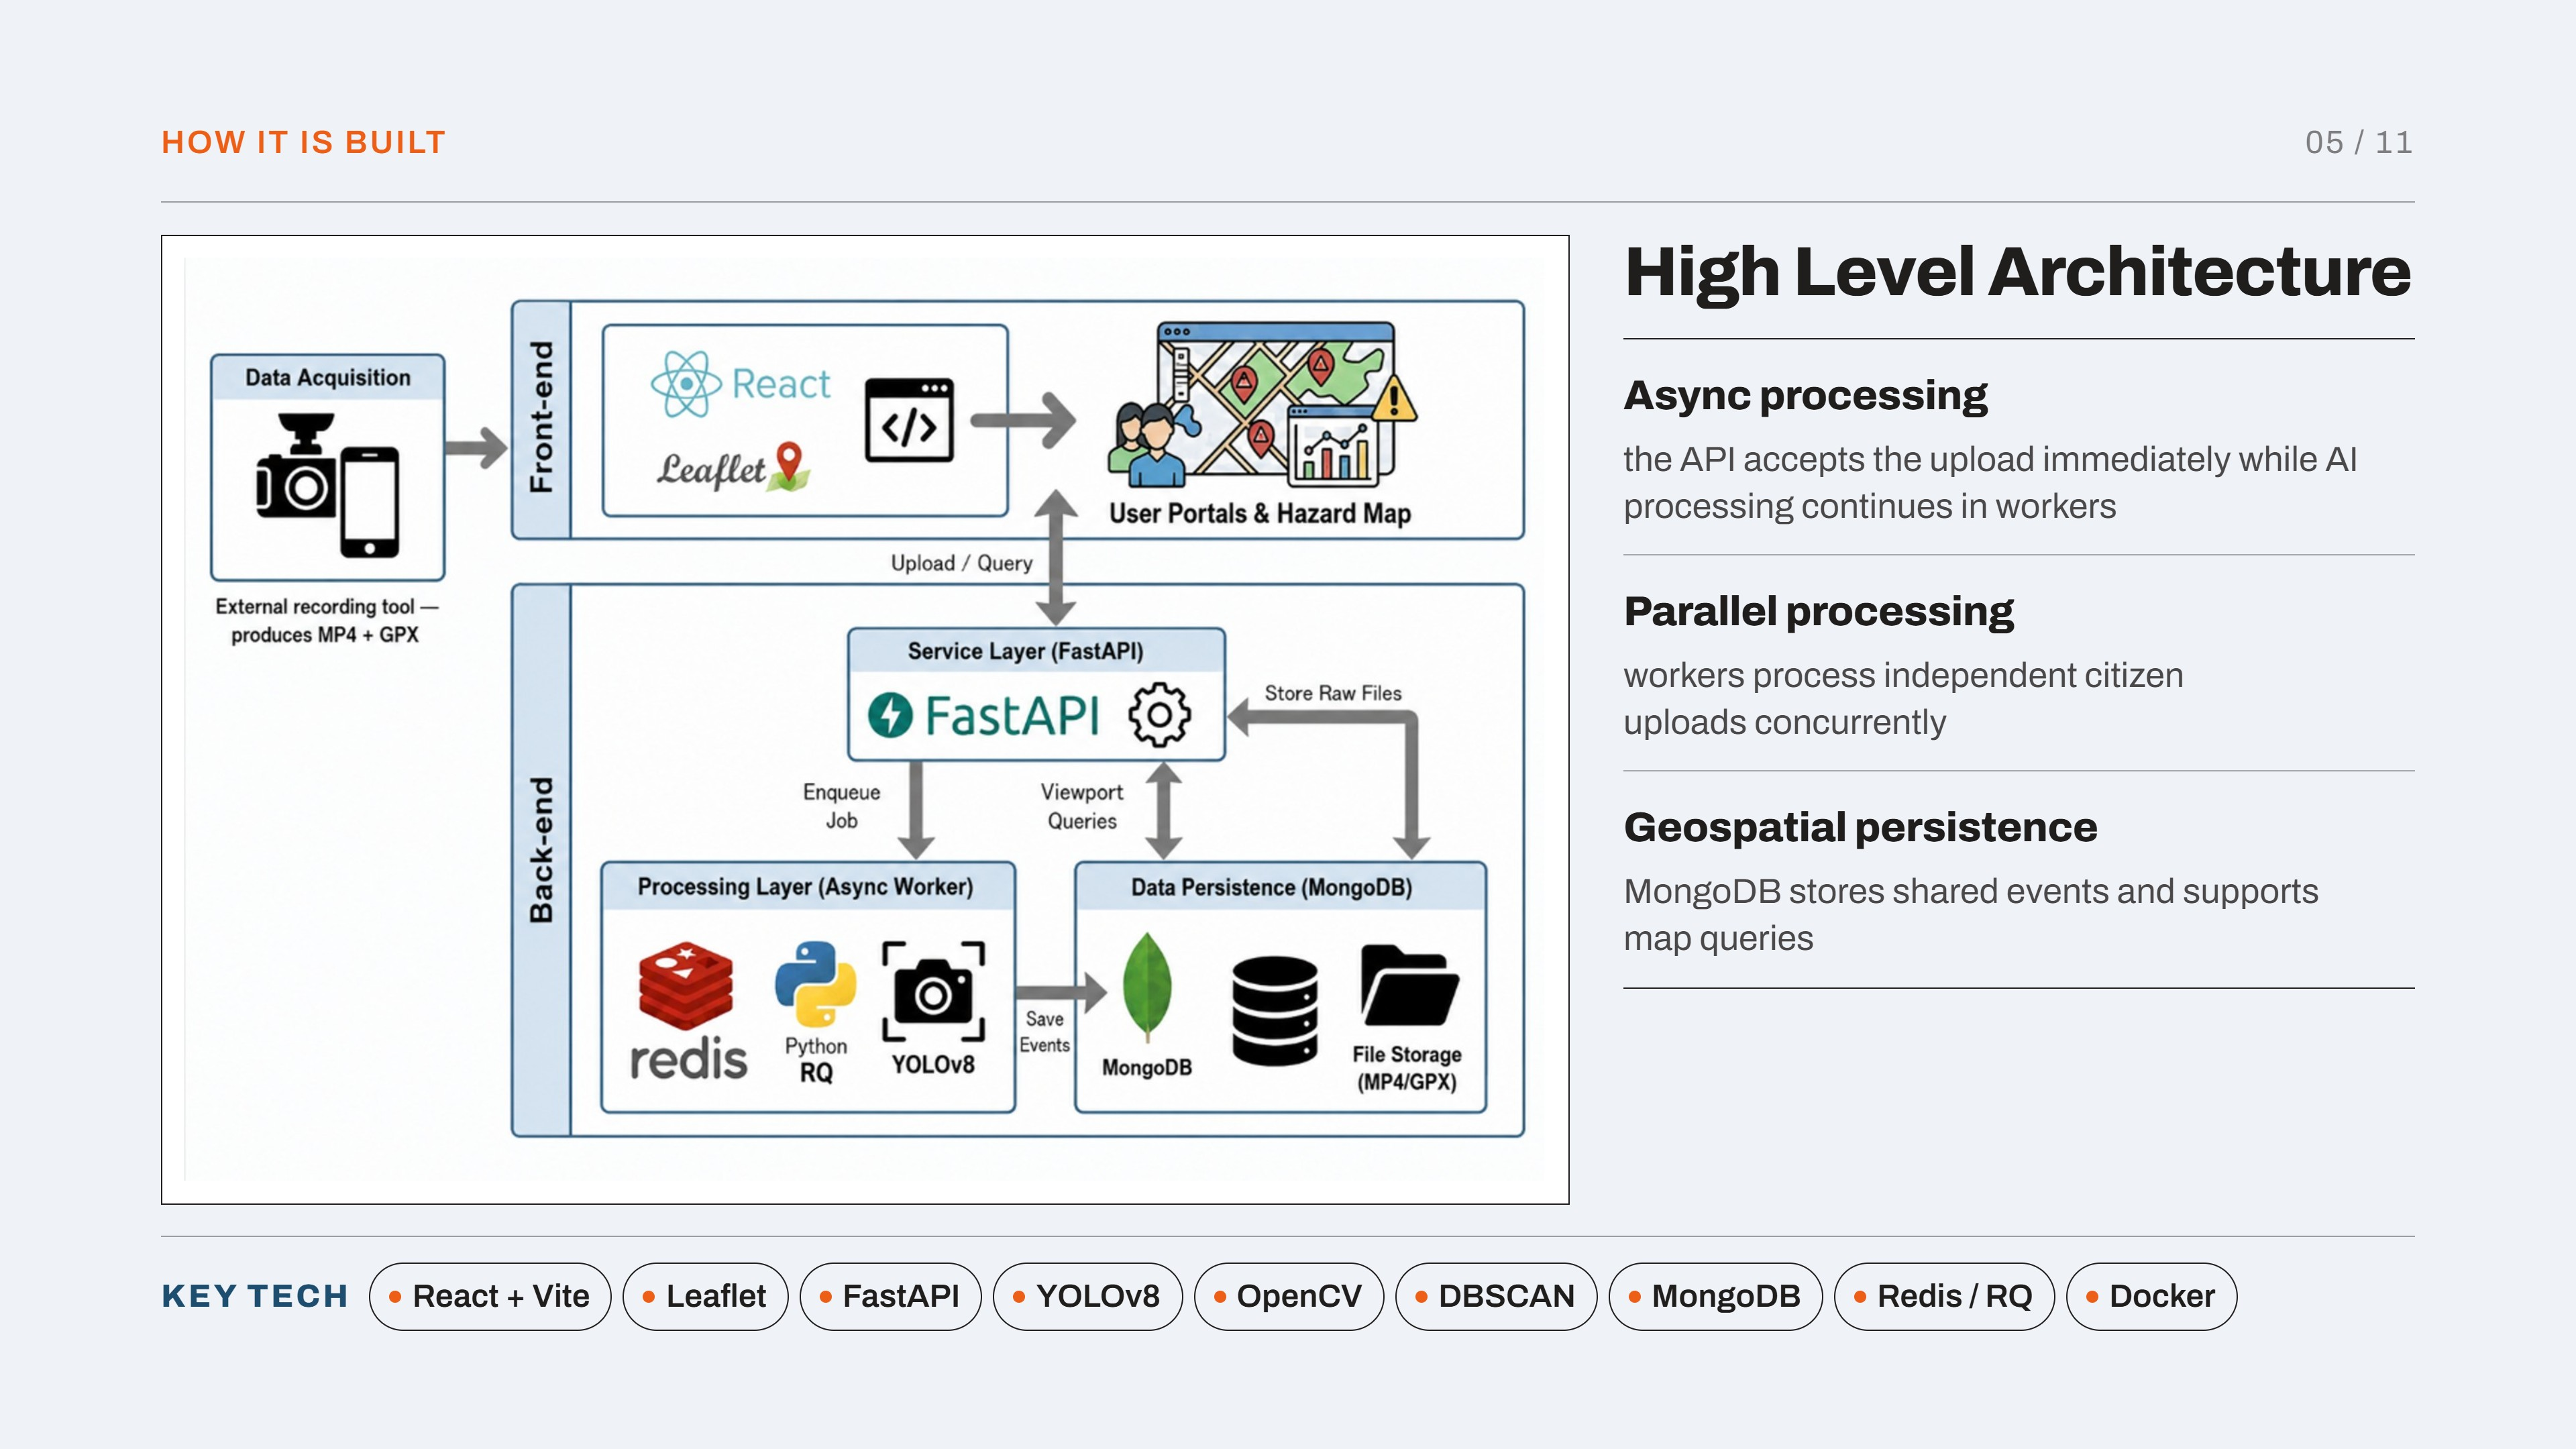 HOW IT IS BUILT
05 / 11
Data Acquisition
External recording tool —
produces MP4 + GPX
Front-end
React
Leaflet
</>
User Portals & Hazard Map
Upload / Query
Back-end
Service Layer (FastAPI)
FastAPI
Store Raw Files
Enqueue
Job
Viewport
Queries
Processing Layer (Async Worker)
redis
Python
RQ
YOLOv8
Save
Events
Data Persistence (MongoDB)
MongoDB
File Storage
(MP4/GPX)
High Level Architecture
Async processing
the API accepts the upload immediately while AI
processing continues in workers
Parallel processing
workers process independent citizen
uploads concurrently
Geospatial persistence
MongoDB stores shared events and supports
map queries
KEY TECH
React + Vite
Leaflet
FastAPI
YOLOv8
OpenCV
DBSCAN
MongoDB
Redis / RQ
Docker